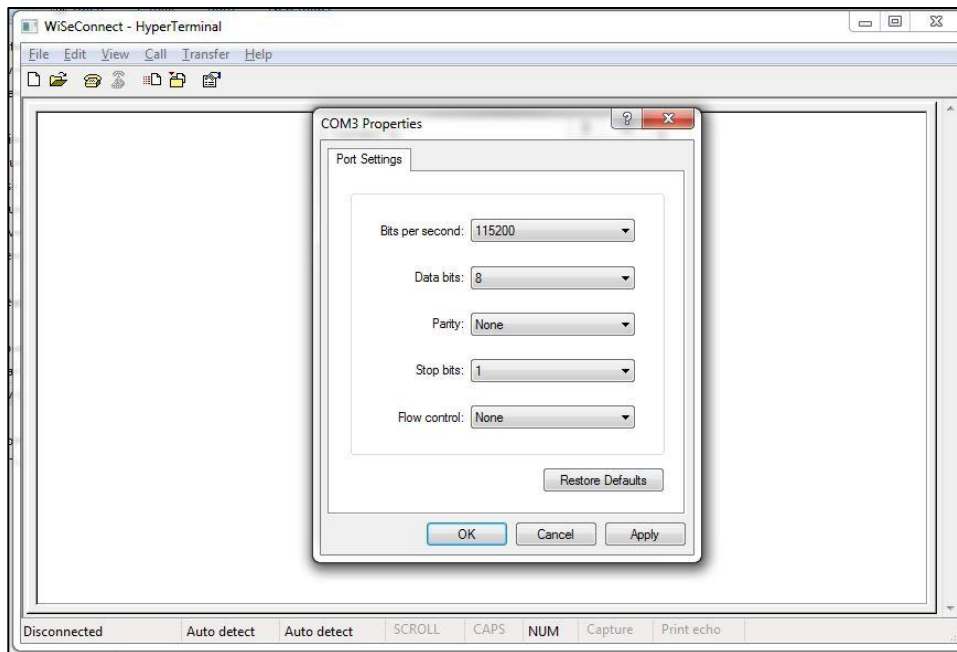 WiSeConnect - HyperTerminal
File Edit View Call Transfer Help
COM3 Properties
Port Settings
Bits per second: 115200
Data bits: 8
Parity: None
Stop bits: 1
Flow control: None
Restore Defaults
OK Cancel Apply
Disconnected Auto detect Auto detect SCROLL CAPS NUM Capture Print echo